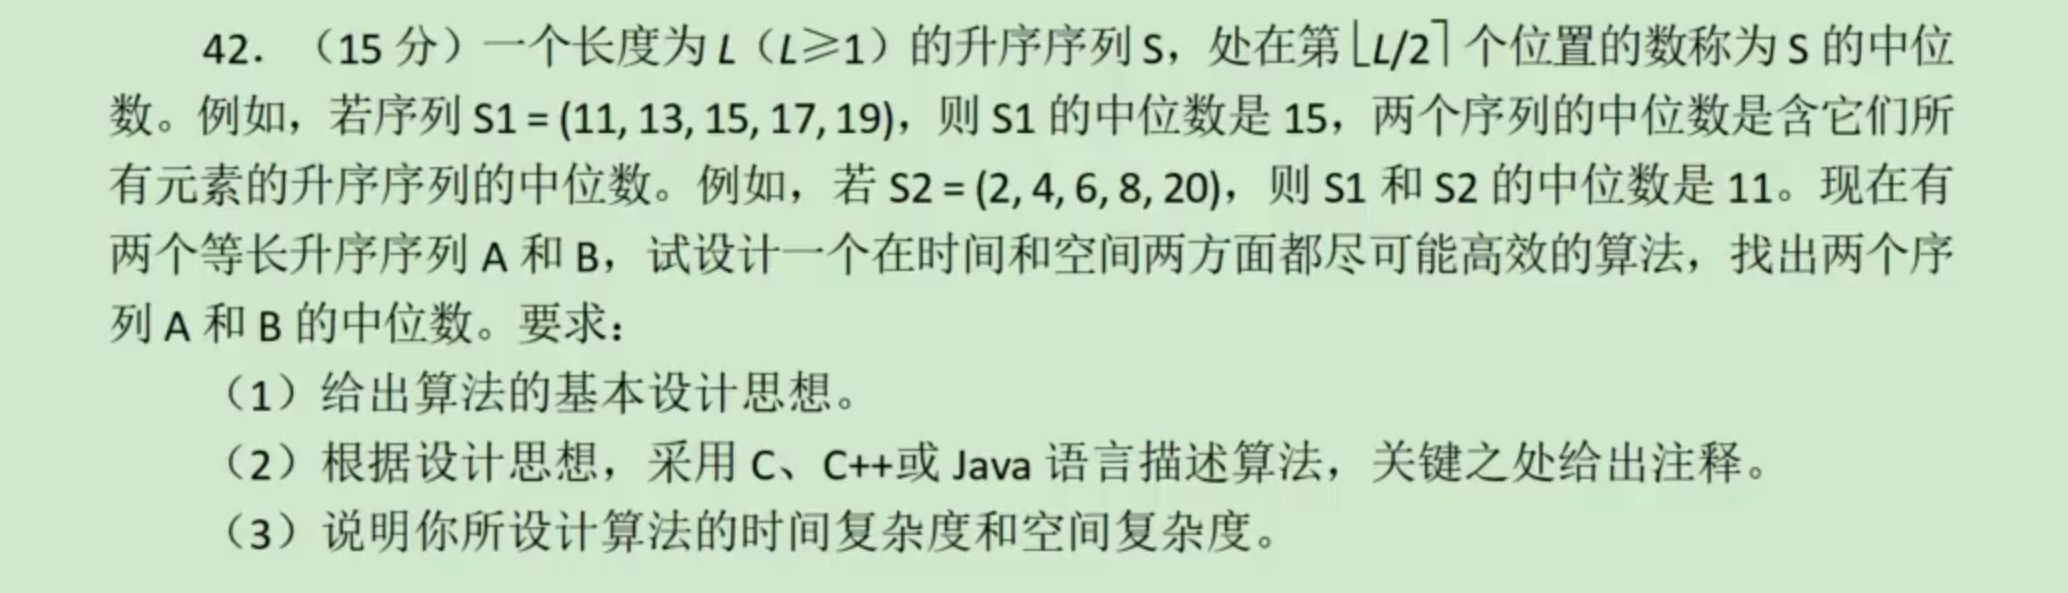 42．（15 分）一个长度为 L（L≥1）的升序序列 S，处在第⌊L/2⌉个位置的数称为 S 的中位
数。例如，若序列 S1 = (11, 13, 15, 17, 19)，则 S1 的中位数是 15，两个序列的中位数是含它们所
有元素的升序序列的中位数。例如，若 S2 = (2, 4, 6, 8, 20)，则 S1 和 S2 的中位数是 11。现在有
两个等长升序序列 A 和 B，试设计一个在时间和空间两方面都尽可能高效的算法，找出两个序
列 A 和 B 的中位数。要求：
（1）给出算法的基本设计思想。
（2）根据设计思想，采用 C、C++或 Java 语言描述算法，关键之处给出注释。
（3）说明你所设计算法的时间复杂度和空间复杂度。